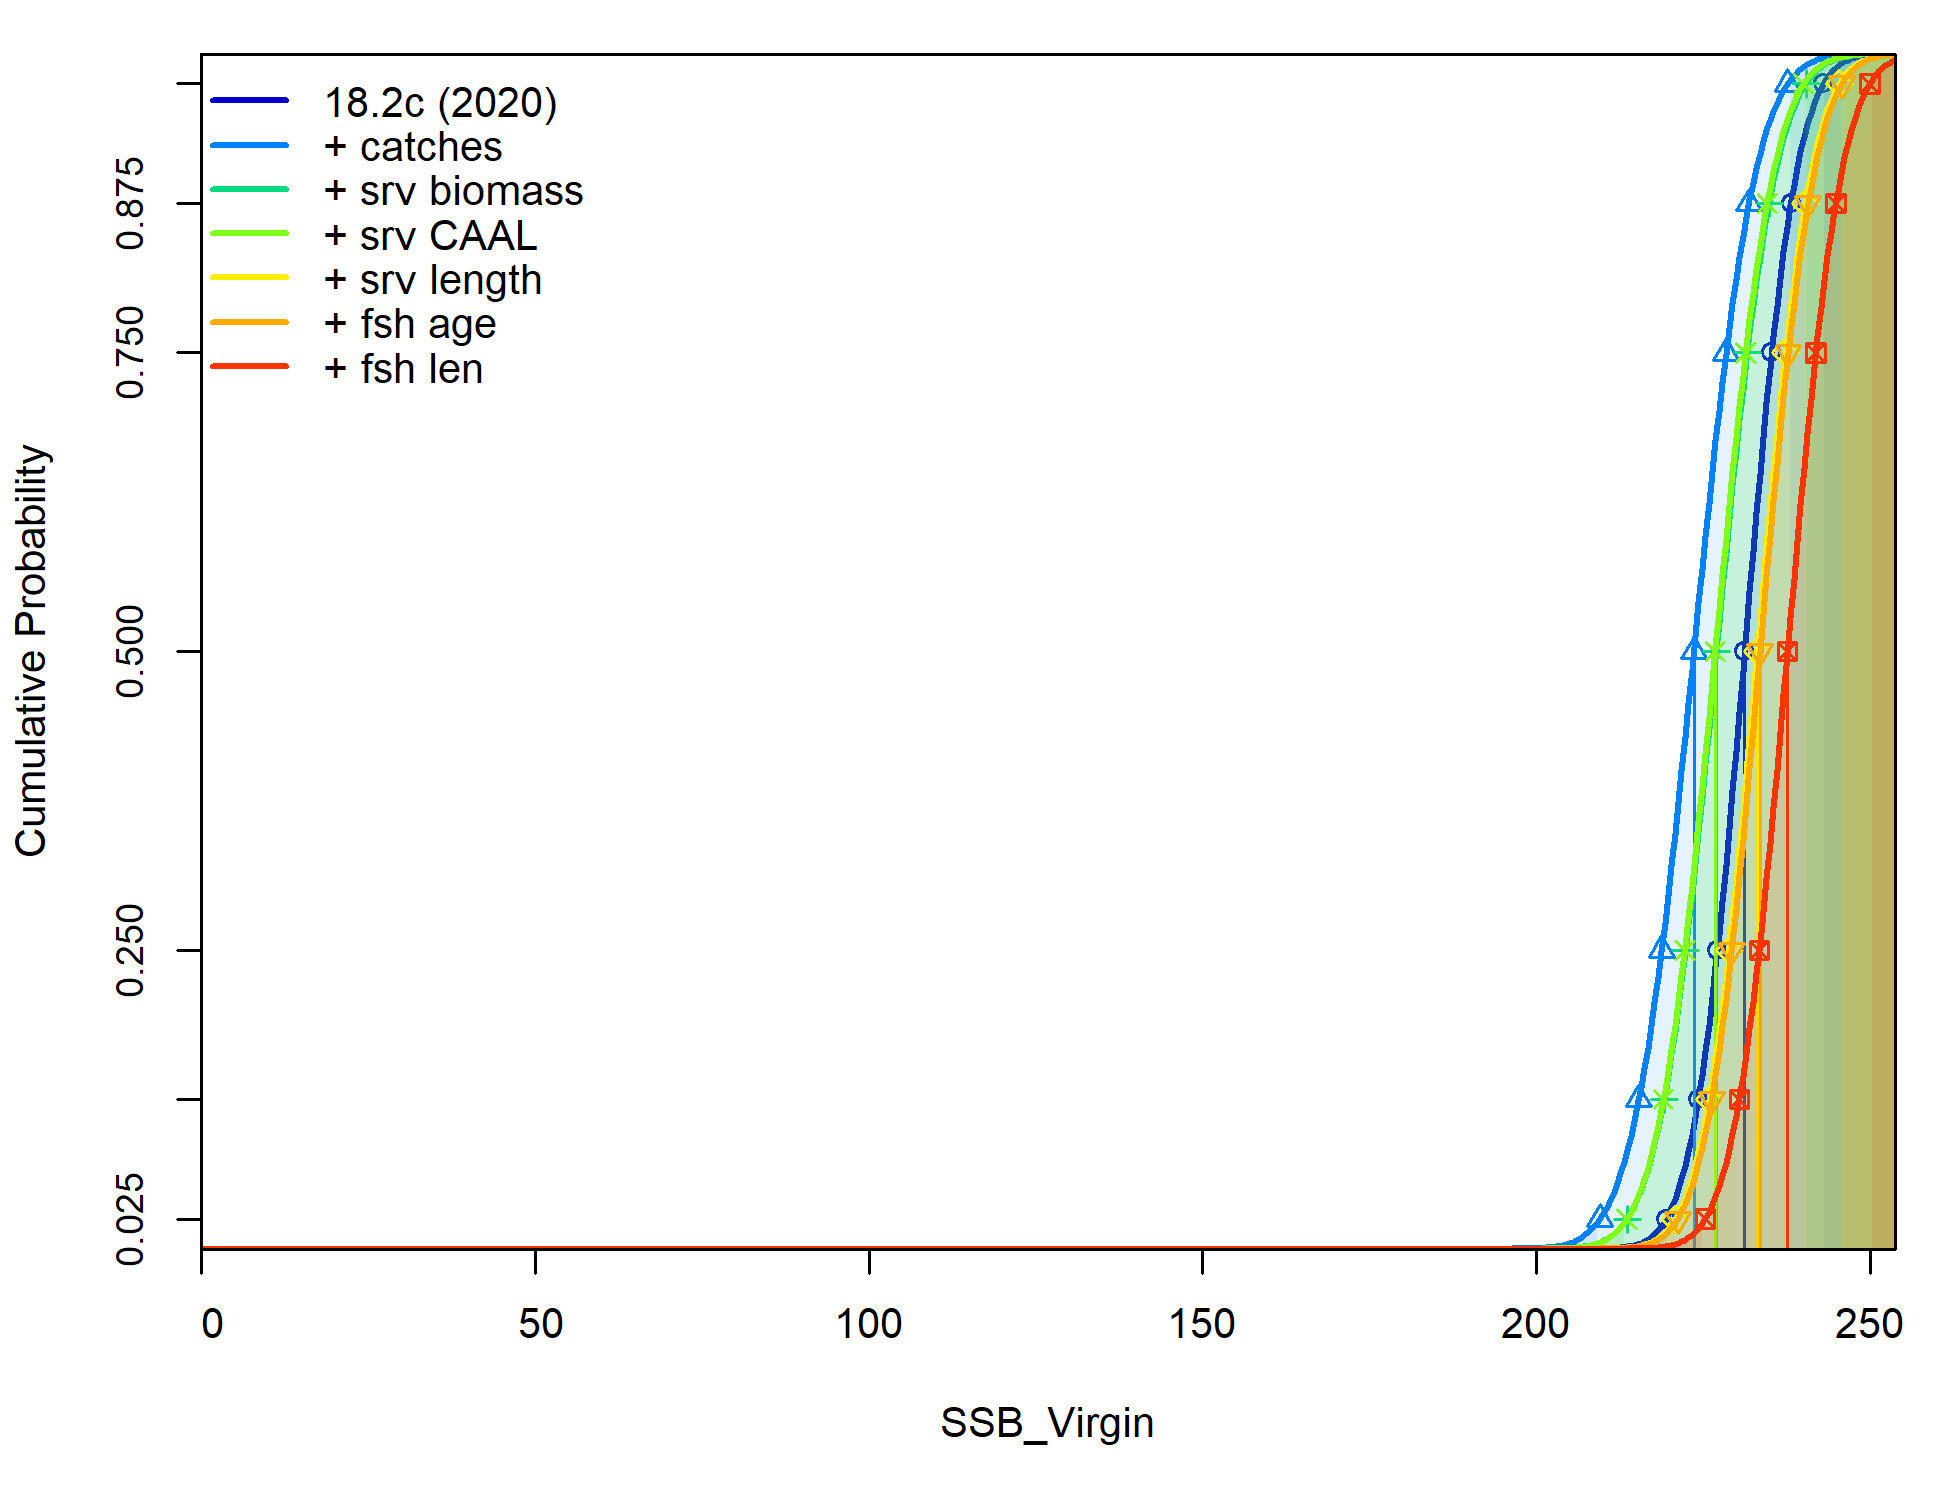 18.2c (2020)
+ catches
+ srv biomass
+ srv CAAL
+ srv length
+ fsh age
+ fsh len
Cumulative Probability
0.875
0.750
0.500
0.250
0.025
0 50 100 150 200 250
SSB_Virgin